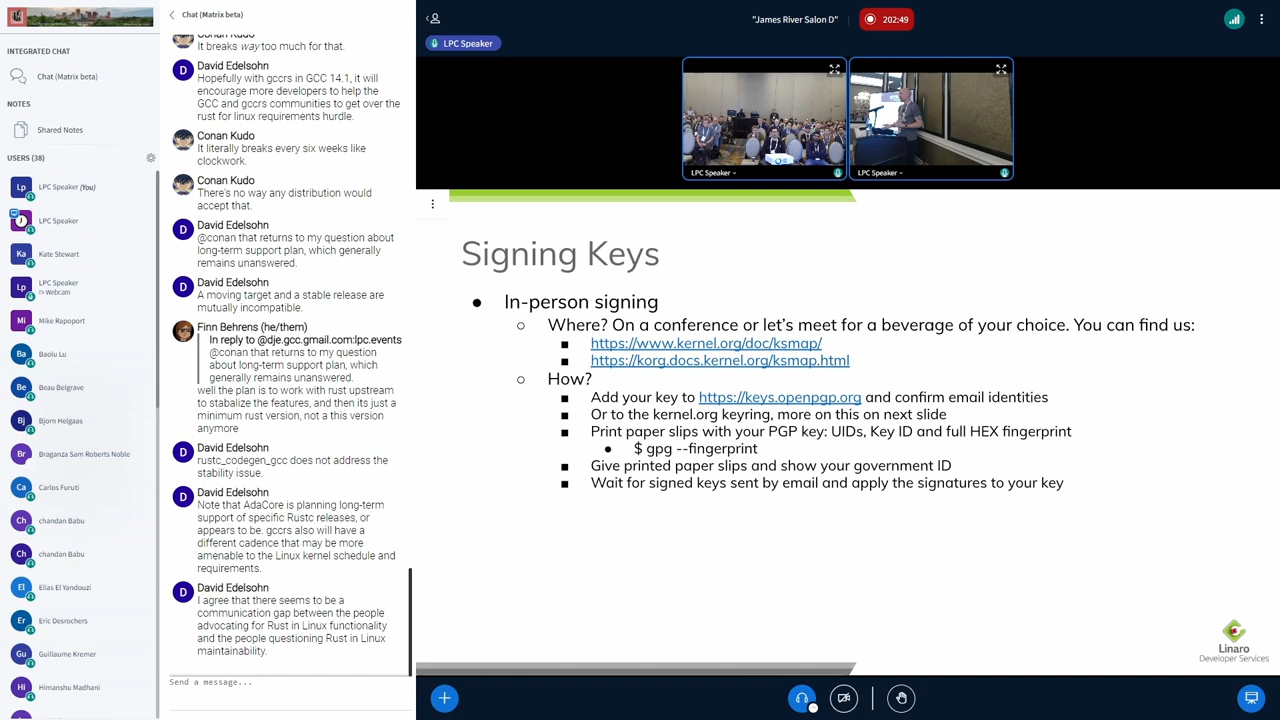 INTEGRATED CHAT
Chat (Matrix beta)
NOTES
Shared Notes
USERS (38)
Lp LPC Speaker (You)
LPC Speaker
Ka Kate Stewart
Lp LPC Speaker
Webcam
Mi Mike Rapoport
Ba Baolu Lu
Be Beau Belgrave
Bj Bjorn Helgaas
Br Braganza Sam Roberts Noble
Ca Carlos Furuti
Ch chandan Babu
Ch chandan Babu
El Elias El Yandouzi
Er Eric Desrochers
Gu Guillaume Kremer
Hi Himanshu Madhani
Chat (Matrix beta)
Conan Kudo
It breaks way too much for that.
D David Edelsohn
Hopefully with gccrs in GCC 14.1, it will
encourage more developers to help the
GCC and gccrs communities to get over the
rust for linux requirements hurdle.
Conan Kudo
It literally breaks every six weeks like
clockwork.
Conan Kudo
There's no way any distribution would
accept that.
D David Edelsohn
@conan that returns to my question about
long-term support plan, which generally
remains unanswered.
D David Edelsohn
A moving target and a stable release are
mutually incompatible.
Finn Behrens (he/them)
In reply to @dje.gcc.gmail.com:lpc.events
@conan that returns to my question
about long-term support plan, which
generally remains unanswered.
well the plan is to work with rust upstream
to stabalize the features, and then its just a
minimum rust version, not a this version
anymore
D David Edelsohn
rustc_codegen_gcc does not address the
stability issue.
D David Edelsohn
Note that AdaCore is planning long-term
support of specific Rustc releases, or
appears to be. gccrs also will have a
different cadence that may be more
amenable to the Linux kernel schedule and
requirements.
D David Edelsohn
I agree that there seems to be a
communication gap between the people
advocating for Rust in Linux functionality
and the people questioning Rust in Linux
maintainability.
Send a message...
"James River Salon D"
202:49
LPC Speaker
LPC Speaker
LPC Speaker
Signing Keys
● In-person signing
○ Where? On a conference or let's meet for a beverage of your choice. You can find us:
■ https://www.kernel.org/doc/ksmap/
■ https://korg.docs.kernel.org/ksmap.html
○ How?
■ Add your key to https://keys.openpgp.org and confirm email identities
■ Or to the kernel.org keyring, more on this on next slide
■ Print paper slips with your PGP key: UIDs, Key ID and full HEX fingerprint
● $ gpg --fingerprint
■ Give printed paper slips and show your government ID
■ Wait for signed keys sent by email and apply the signatures to your key
Linaro
Developer Services